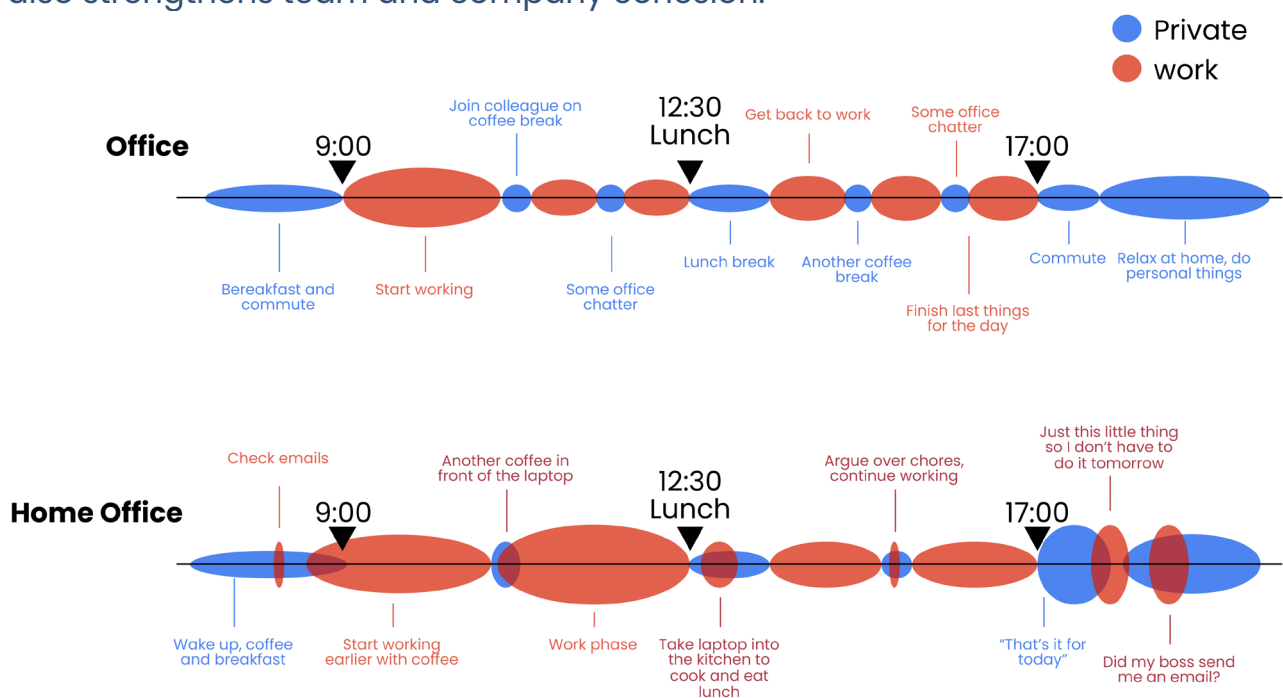 also strengthens team and company cohesion.
Private
work
Office
9:00
Join colleague on
coffee break
12:30
Lunch
Get back to work
Some office
chatter
17:00
Bereakfast and
commute
Start working
Some office
chatter
Lunch break
Another coffee
break
Finish last things
for the day
Commute
Relax at home, do
personal things
Home Office
Check emails
9:00
Another coffee in
front of the laptop
12:30
Lunch
Argue over chores,
continue working
17:00
Just this little thing
so I don't have to
do it tomorrow
Wake up, coffee
and breakfast
Start working
earlier with coffee
Work phase
Take laptop into
the kitchen to
cook and eat
lunch
"That's it for
today"
Did my boss send
me an email?